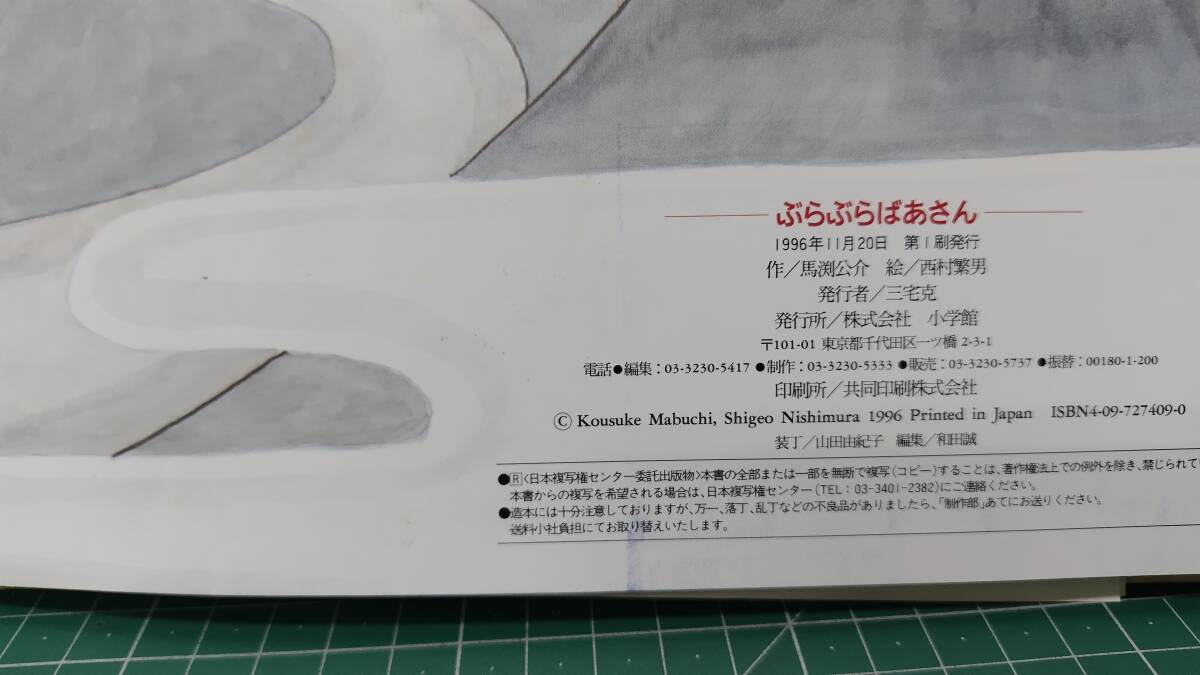 ぶらぶらばあさん
1996年11月20日　第1刷発行
作／馬渕公介　絵／西村繁男
発行者／三宅克
発行所／株式会社　小学館
〒101-01 東京都千代田区一ツ橋 2-3-1
電話●編集：03-3230-5417 ●制作：03-3230-5333 ●販売：03-3230-5737 ●振替：00180-1-200
印刷所／共同印刷株式会社
© Kousuke Mabuchi, Shigeo Nishimura 1996 Printed in Japan　ISBN4-09-727409-0
装丁／山田由紀子　編集／和田誠
●Ⓡ〈日本複写権センター委託出版物〉本書の全部または一部を無断で複写（コピー）することは、著作権法上での例外を除き、禁じられてい
本書からの複写を希望される場合は、日本複写権センター（TEL：03-3401-2382）にご連絡ください。
●造本には十分注意しておりますが、万一、落丁、乱丁などの不良品がありましたら、「制作部」あてにお送りください。
送料小社負担にてお取り替えいたします。